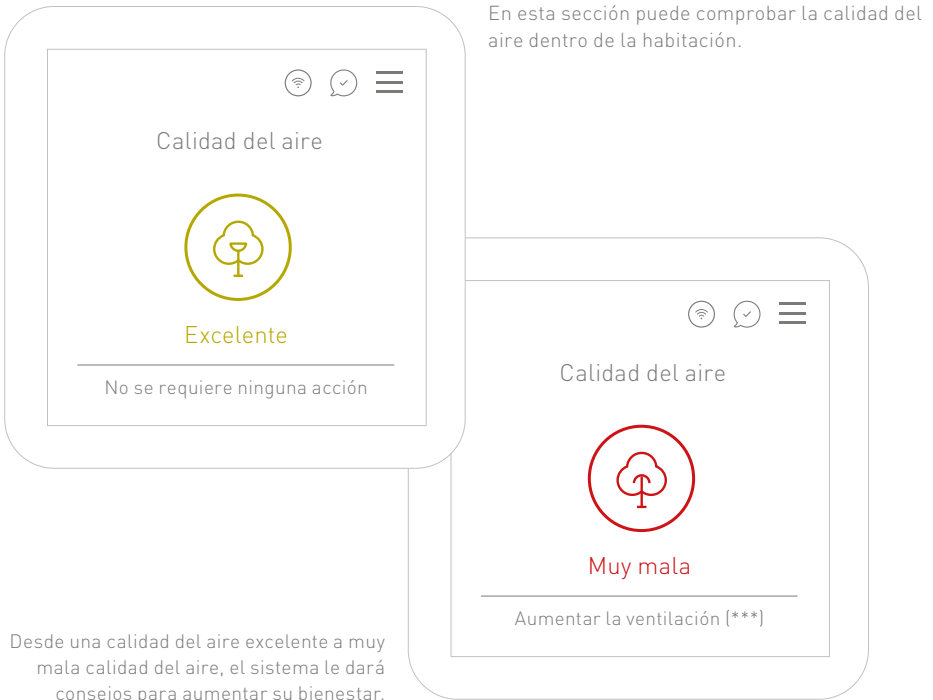 En esta sección puede comprobar la calidad del
aire dentro de la habitación.
Calidad del aire
Excelente
No se requiere ninguna acción
Calidad del aire
Muy mala
Aumentar la ventilación (***)
Desde una calidad del aire excelente a muy
mala calidad del aire, el sistema le dará
consejos para aumentar su bienestar.